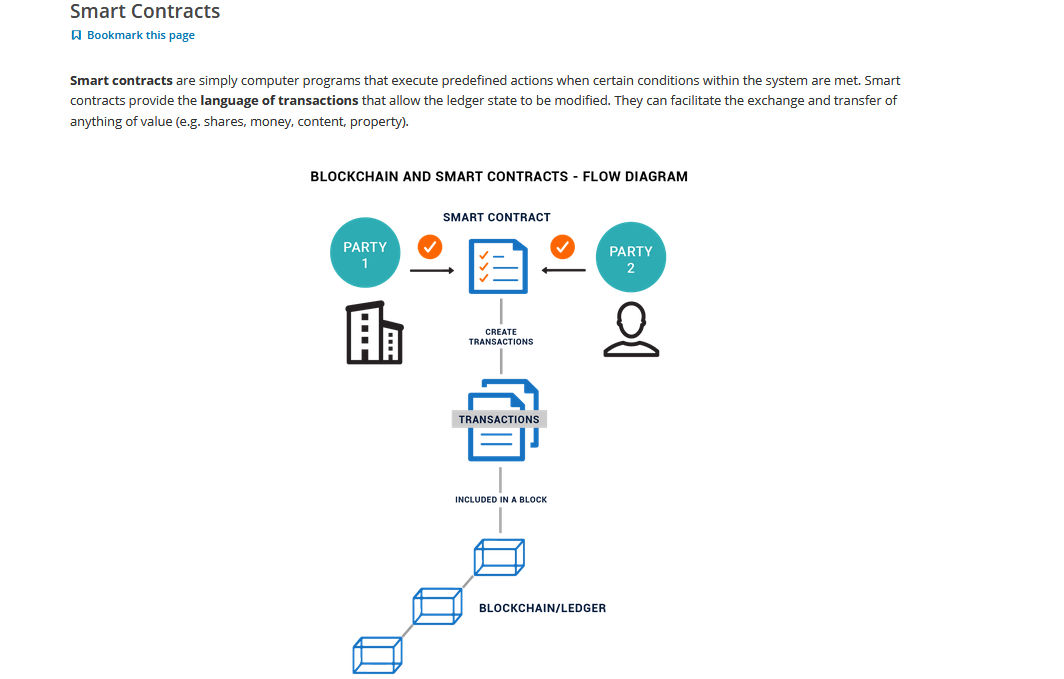 Smart Contracts
Bookmark this page
Smart contracts are simply computer programs that execute predefined actions when certain conditions within the system are met. Smart
contracts provide the language of transactions that allow the ledger state to be modified. They can facilitate the exchange and transfer of
anything of value (e.g. shares, money, content, property).
BLOCKCHAIN AND SMART CONTRACTS - FLOW DIAGRAM
SMART CONTRACT
PARTY
1
PARTY
2
CREATE
TRANSACTIONS
TRANSACTIONS
INCLUDED IN A BLOCK
BLOCKCHAIN/LEDGER